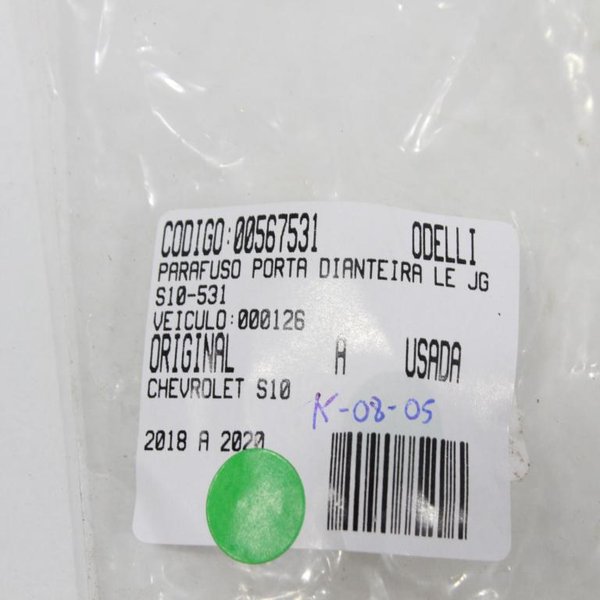 CODIGO:00567531 ODELLI
PARAFUSO PORTA DIANTEIRA LE JG
S10-531
VEICULO:000126
ORIGINAL A USADA
CHEVROLET S10
K-08-05
2018 A 2020